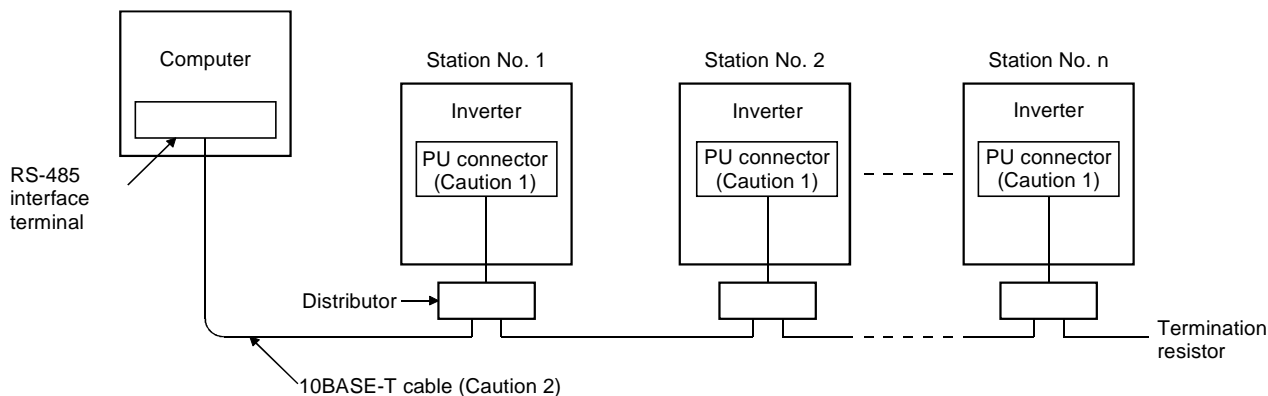 Computer
RS-485
interface
terminal
Station No. 1
Inverter
PU connector
(Caution 1)
Station No. 2
Inverter
PU connector
(Caution 1)
Station No. n
Inverter
PU connector
(Caution 1)
Distributor
Termination
resistor
10BASE-T cable (Caution 2)